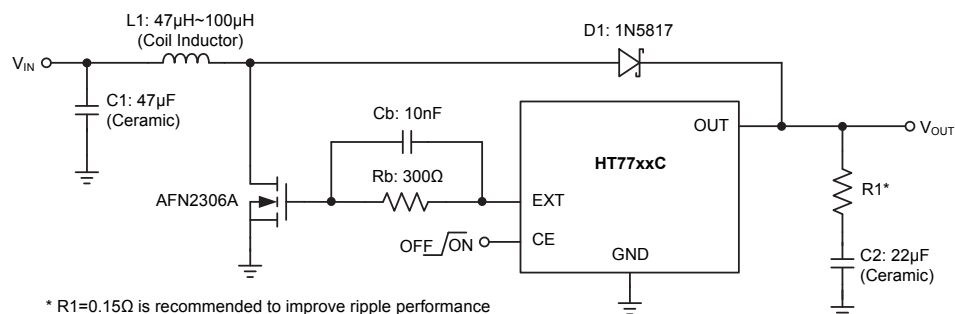 L1: 47µH~100µH
(Coil Inductor)
D1: 1N5817
VIN
C1: 47µF
(Ceramic)
Cb: 10nF
OUT
VOUT
HT77xxC
Rb: 300Ω
R1*
AFN2306A
EXT
OFF ON
CE
GND
C2: 22µF
(Ceramic)
* R1=0.15Ω is recommended to improve ripple performance